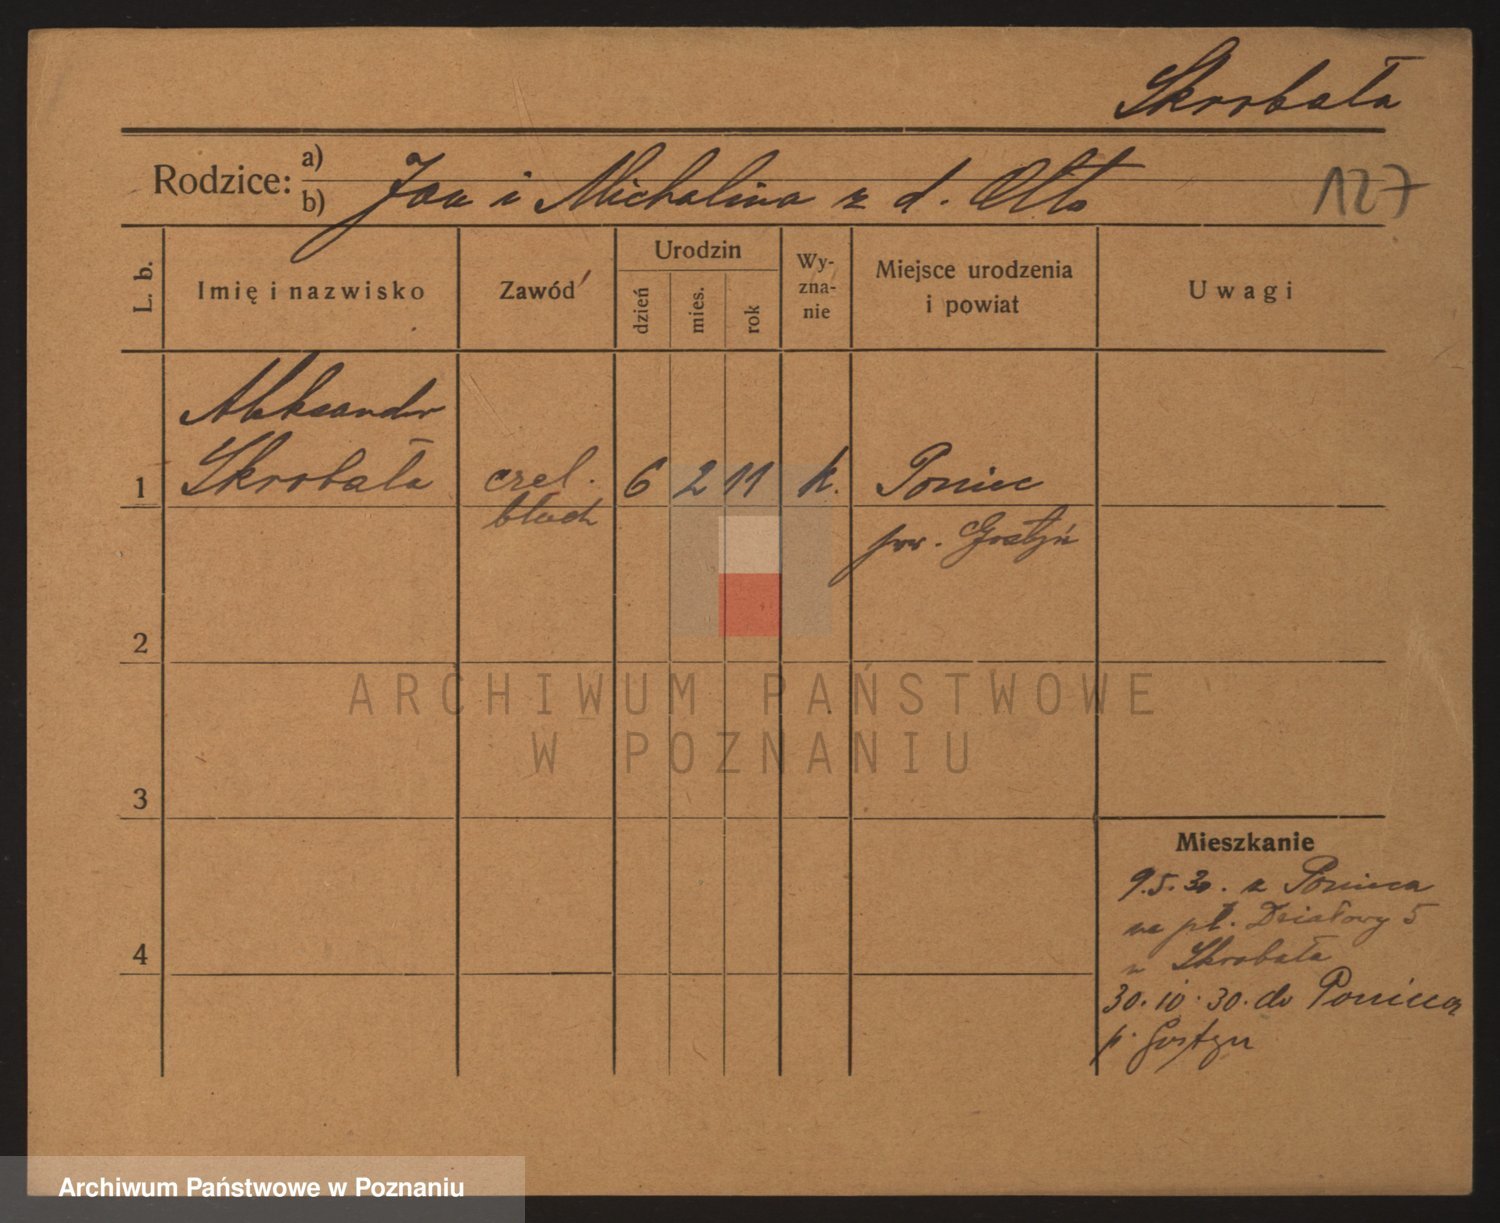 Skrobała
Rodzice: a)
b)
Jan i Michalina z d. Otto
127
L. b.
Imię i nazwisko
Zawód
Urodzin
dzień
mies.
rok
Wy-
zna-
nie
Miejsce urodzenia
i powiat
Uwagi
Aleksander
1 Skrobała czel. 6 2 11 k. Poniec
blach
pow. Gostyń
2
3
4
ARCHIWUM PAŃSTWOWE
W POZNANIU
Mieszkanie
9.5.30. z Ponieca
na pl. Działowy 5
u Skrobała
30.10.30. do Ponieca
p. Gostyn
Archiwum Państwowe w Poznaniu